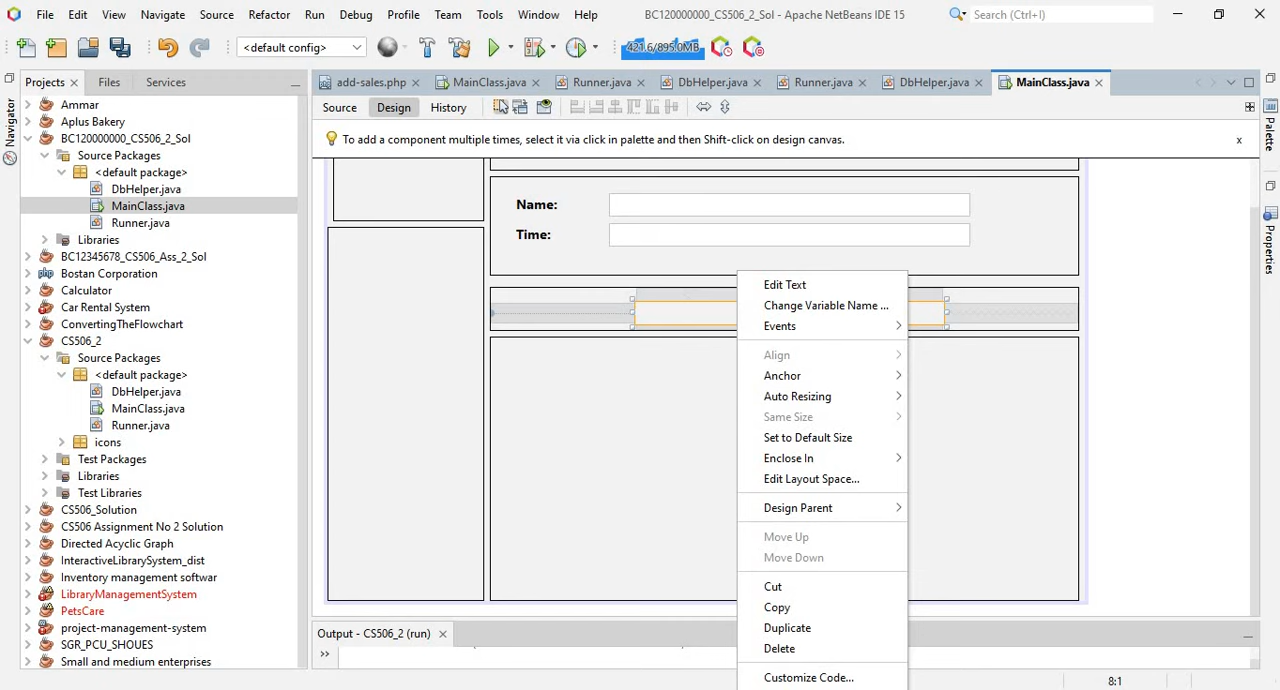 File Edit View Navigate Source Refactor Run Debug Profile Team Tools Window Help BC120000000_CS506_2_Sol - Apache NetBeans IDE 15 Search (Ctrl+I)
<default config> 421.6/895.0MB
Projects Files Services
add-sales.php MainClass.java Runner.java DbHelper.java Runner.java DbHelper.java MainClass.java
Navigator
Source Design History
To add a component multiple times, select it via click in palette and then Shift-click on design canvas. x
Palette
Properties
Ammar
Aplus Bakery
BC120000000_CS506_2_Sol
Source Packages
<default package>
DbHelper.java
MainClass.java
Runner.java
Libraries
BC12345678_CS506_Ass_2_Sol
php Bostan Corporation
Calculator
Car Rental System
ConvertingTheFlowchart
CS506_2
Source Packages
<default package>
DbHelper.java
MainClass.java
Runner.java
icons
Test Packages
Libraries
Test Libraries
CS506_Solution
CS506 Assignment No 2 Solution
Directed Acyclic Graph
InteractiveLibrarySystem_dist
Inventory management softwar
LibraryManagementSystem
PetsCare
project-management-system
SGR_PCU_SHOUES
Small and medium enterprises
Name:
Time:
Edit Text
Change Variable Name ...
Events
Align
Anchor
Auto Resizing
Same Size
Set to Default Size
Enclose In
Edit Layout Space...
Design Parent
Move Up
Move Down
Cut
Copy
Duplicate
Delete
Customize Code...
Output - CS506_2 (run)
8:1